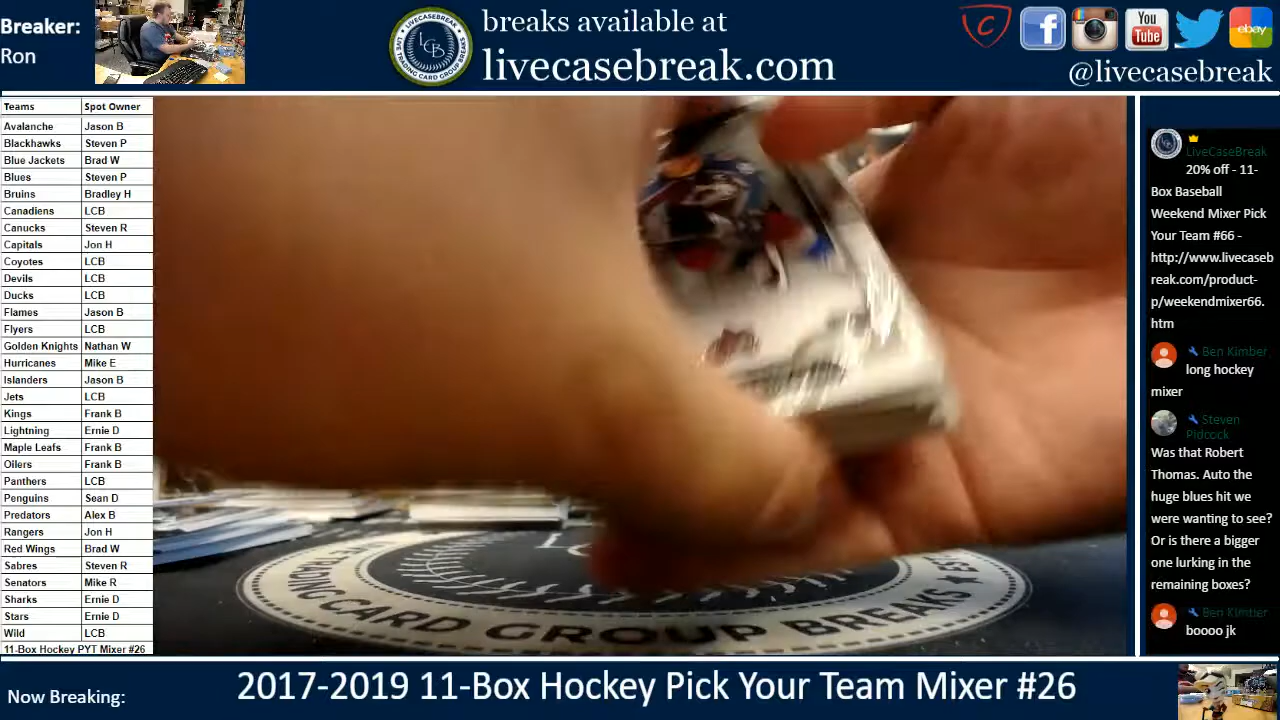 Breaker:
Ron
LCB
breaks available at
livecasebreak.com
@livecasebreak
You
Tube
ebay
Teams Spot Owner
Avalanche Jason B
Blackhawks Steven P
Blue Jackets Brad W
Blues Steven P
Bruins Bradley H
Canadiens LCB
Canucks Steven R
Capitals Jon H
Coyotes LCB
Devils LCB
Ducks LCB
Flames Jason B
Flyers LCB
Golden Knights Nathan W
Hurricanes Mike E
Islanders Jason B
Jets LCB
Kings Frank B
Lightning Ernie D
Maple Leafs Frank B
Oilers Frank B
Panthers LCB
Penguins Sean D
Predators Alex B
Rangers Jon H
Red Wings Brad W
Sabres Steven R
Senators Mike R
Sharks Ernie D
Stars Ernie D
Wild LCB
11-Box Hockey PYT Mixer #26
TRADING CARD GROUP BREAKS
LiveCaseBreak
20% off - 11-
Box Baseball
Weekend Mixer Pick
Your Team #66 -
http://www.livecaseb
reak.com/product-
p/weekendmixer66.
htm
Ben Kimtier
long hockey
mixer
Steven
Pidcock
Was that Robert
Thomas. Auto the
huge blues hit we
were wanting to see?
Or is there a bigger
one lurking in the
remaining boxes?
Ben Kimtier
boooo jk
Now Breaking:
2017-2019 11-Box Hockey Pick Your Team Mixer #26